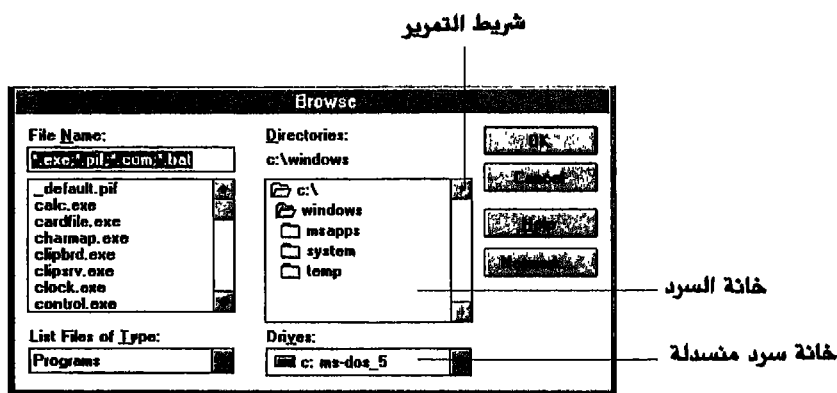 شريط التمرير
Browse
File Name:
*.exe;*.pif;*.com;*.bat
_default.pif
calc.exe
cardfile.exe
charmap.exe
clipbrd.exe
clipsrv.exe
clock.exe
control.exe
List Files of Type:
Programs
Directories:
c:\windows
c:\
windows
msapps
system
temp
Drives:
c: ms-dos_5
OK
Cancel
Help
خانة السرد
خانة سرد منسدلة